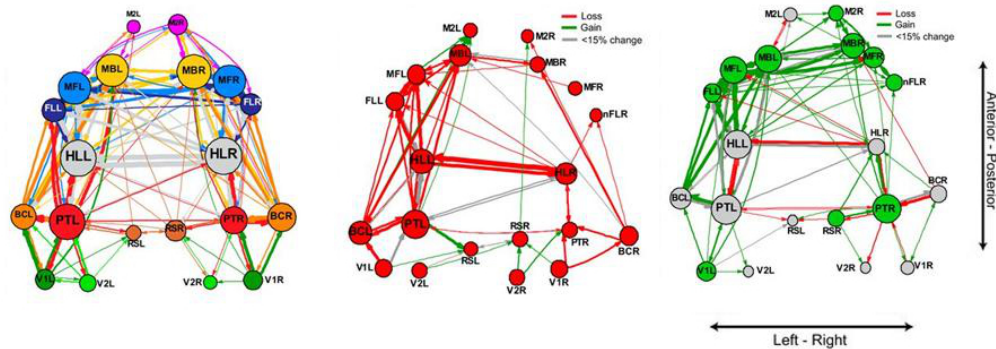 M2L
M2R
MBL
MBR
MFL
MFR
FLL
FLR
HLL
HLR
BCL
PTL
PTR
BCR
RSL
RSR
V1L
V2L
V2R
V1R
Loss
Gain
<15% change
M2L
M2R
MBL
MBR
MFL
MFR
FLL
nFLR
HLL
HLR
PTL
BCL
RSR
PTR
BCR
RSL
V1L
V2L
V2R
V1R
Loss
Gain
<15% change
M2L
M2R
MBL
MBR
MFL
MFR
FLL
nFLR
HLL
HLR
BCL
BCR
PTL
PTR
RSL
RSR
V1L
V2L
V2R
V1R
Anterior - Posterior
Left - Right